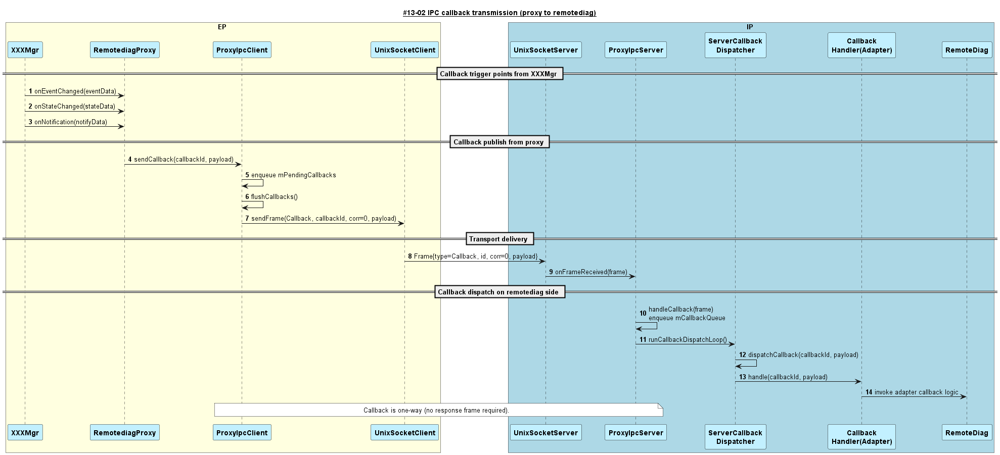 #13-02 IPC callback transmission (proxy to remotediag)
EP
IP
XXXMgr
RemotediagProxy
ProxyIpcClient
UnixSocketClient
UnixSocketServer
ProxyIpcServer
ServerCallback
Dispatcher
Callback
Handler(Adapter)
RemoteDiag
Callback trigger points from XXXMgr
1 onEventChanged(eventData)
2 onStateChanged(stateData)
3 onNotification(notifyData)
Callback publish from proxy
4 sendCallback(callbackId, payload)
5 enqueue mPendingCallbacks
6 flushCallbacks()
7 sendFrame(Callback, callbackId, corr=0, payload)
Transport delivery
8 Frame{type=Callback, id, corr=0, payload}
9 onFrameReceived(frame)
Callback dispatch on remotediag side
10 handleCallback(frame)
enqueue mCallbackQueue
11 runCallbackDispatchLoop()
12 dispatchCallback(callbackId, payload)
13 handle(callbackId, payload)
14 invoke adapter callback logic
Callback is one-way (no response frame required).
XXXMgr
RemotediagProxy
ProxyIpcClient
UnixSocketClient
UnixSocketServer
ProxyIpcServer
ServerCallback
Dispatcher
Callback
Handler(Adapter)
RemoteDiag